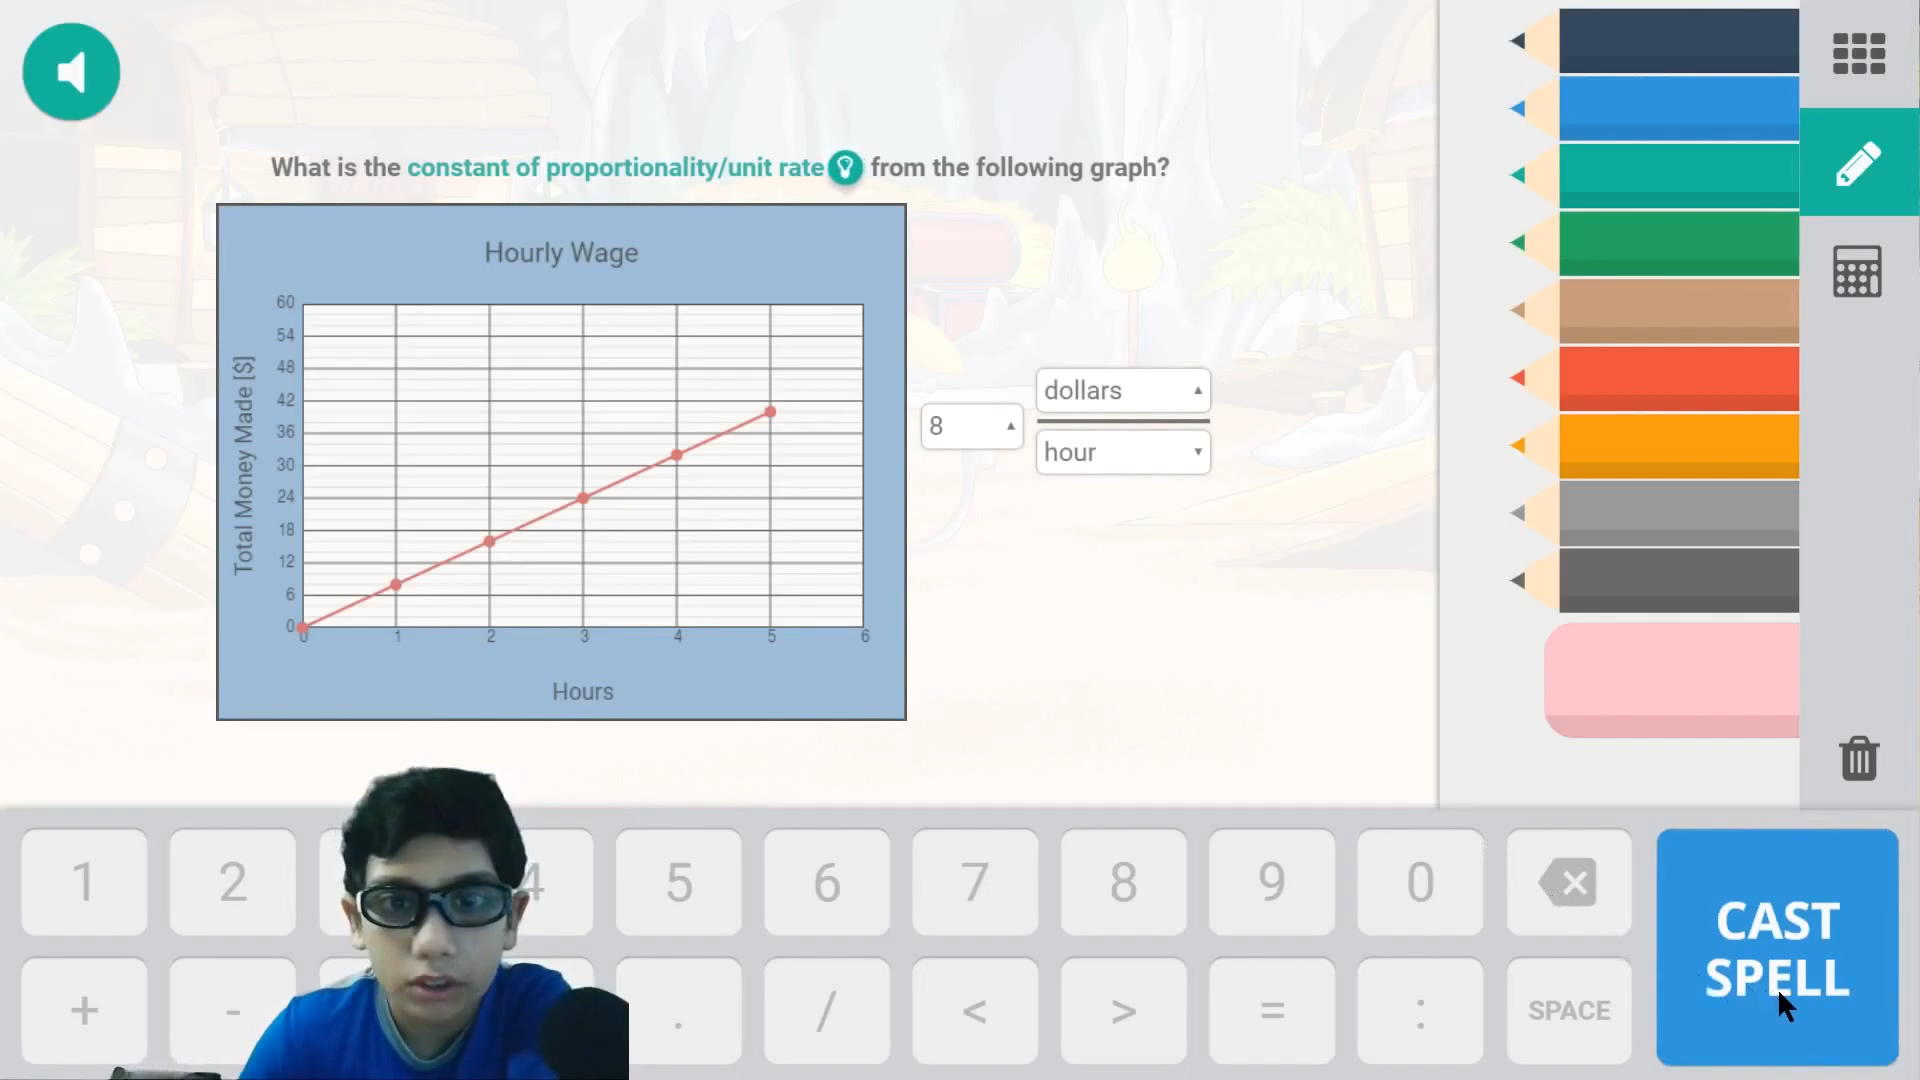 What is the constant of proportionality/unit rate from the following graph?
Hourly Wage
Total Money Made [$]
60
54
48
42
36
30
24
18
12
6
0
0 1 2 3 4 5 6
Hours
8
dollars
hour
1 2 4 5 6 7 8 9 0
+ - . / < > = : SPACE
CAST
SPELL